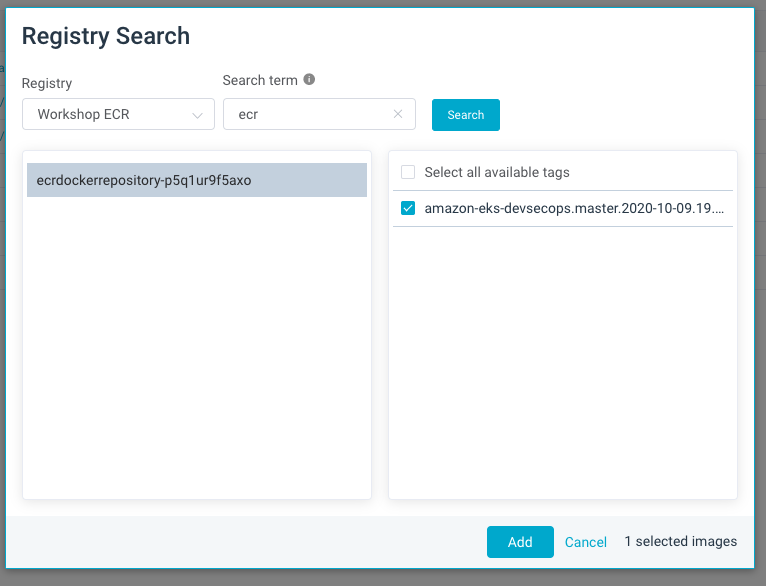 Registry Search
Registry
Search term
Workshop ECR
ecr
Search
ecrdockerrepository-p5q1ur9f5axo
Select all available tags
amazon-eks-devsecops.master.2020-10-09.19....
Add
Cancel
1 selected images